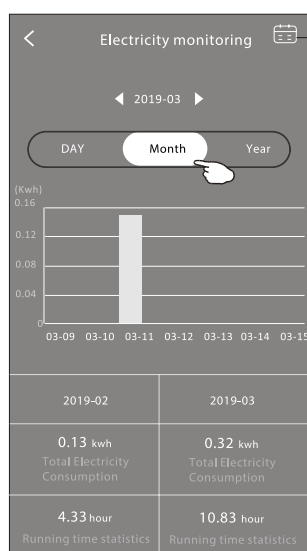 Electricity monitoring
2019-03
DAY Month Year
(Kwh)
0.16
0.12
0.08
0.04
0
03-09 03-10 03-11 03-12 03-13 03-14 03-15
2019-02 2019-03
0.13 kwh 0.32 kwh
Total Electricity Total Electricity
Consumption Consumption
4.33 hour 10.83 hour
Running time statistics Running time statistics